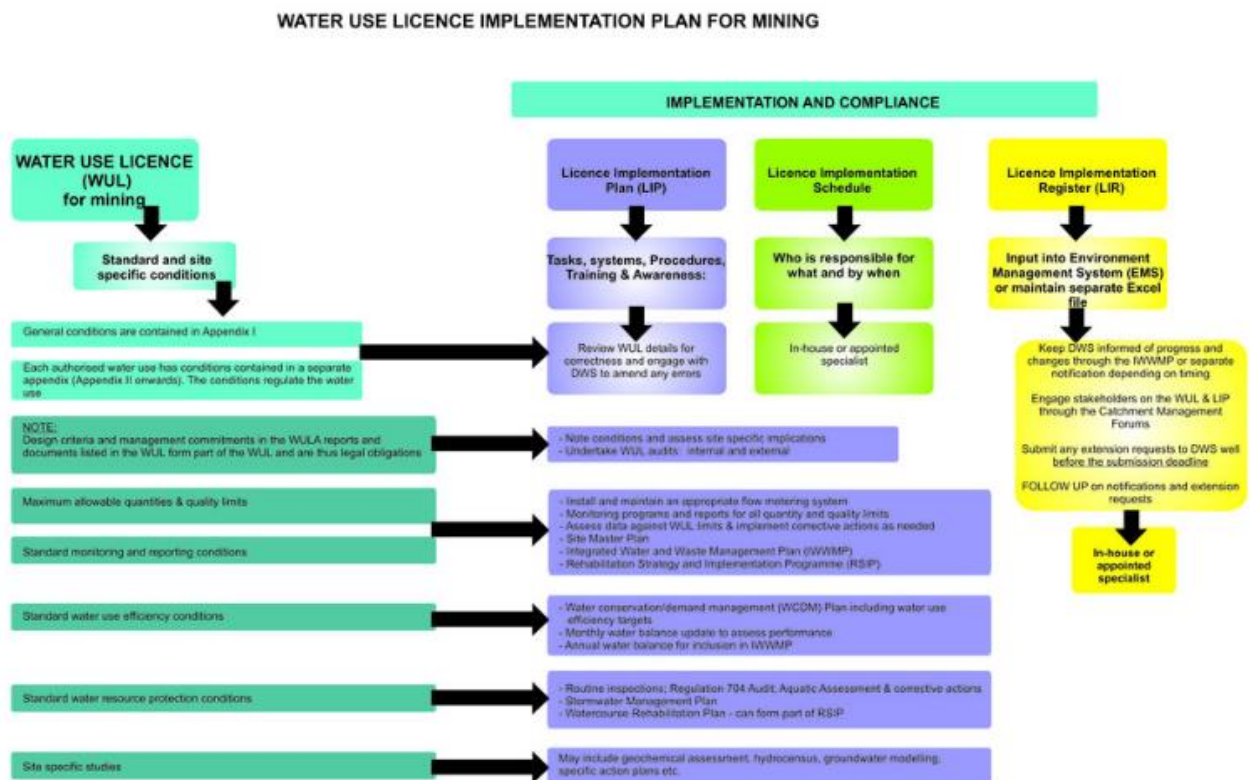 WATER USE LICENCE IMPLEMENTATION PLAN FOR MINING
IMPLEMENTATION AND COMPLIANCE
WATER USE LICENCE
(WUL)
for mining
Standard and site
specific conditions
General conditions are contained in Appendix I
Each authorised water use has conditions contained in a separate
appendix (Appendix II onwards). The conditions regulate the water
use
NOTE:
Design criteria and management commitments in the WULA reports and
documents listed in the WUL form part of the WUL and are thus legal obligations
Maximum allowable quantities & quality limits
Standard monitoring and reporting conditions
Standard water use efficiency conditions
Standard water resource protection conditions
Site specific studies
Licence Implementation
Plan (LIP)
Tasks, systems, Procedures,
Training & Awareness:
Review WUL details for
correctness and engage with
DWS to amend any errors
- Note conditions and assess site specific implications
- Undertake WUL audits: internal and external
- Install and maintain an appropriate flow metering system
- Monitoring programs and reports for all quantity and quality limits
- Assess data against WUL limits & implement corrective actions as needed
- Site Master Plan
- Integrated Water and Waste Management Plan (IWWMP)
- Rehabilitation Strategy and Implementation Programme (RSIP)
- Water conservation/demand management (WCDM) Plan including water use
efficiency targets
- Monthly water balance update to assess performance
- Annual water balance for inclusion in IWWMP
- Routine inspections; Regulation 704 Audit; Aquatic Assessment & corrective actions
- Stormwater Management Plan
- Watercourse Rehabilitation Plan - can form part of RSIP
May include geochemical assessment, hydrocensus, groundwater modelling,
specific action plans etc.
Licence Implementation
Schedule
Who is responsible for
what and by when
In-house or appointed
specialist
Licence Implementation
Register (LIR)
Input into Environment
Management System (EMS)
or maintain separate Excel
file
Keep DWS informed of progress and
changes through the IWWMP or separate
notification depending on timing
Engage stakeholders on the WUL & LIP
through the Catchment Management
Forums
Submit any extension requests to DWS well
before the submission deadline
FOLLOW UP on notifications and extension
requests
In-house or
appointed
specialist